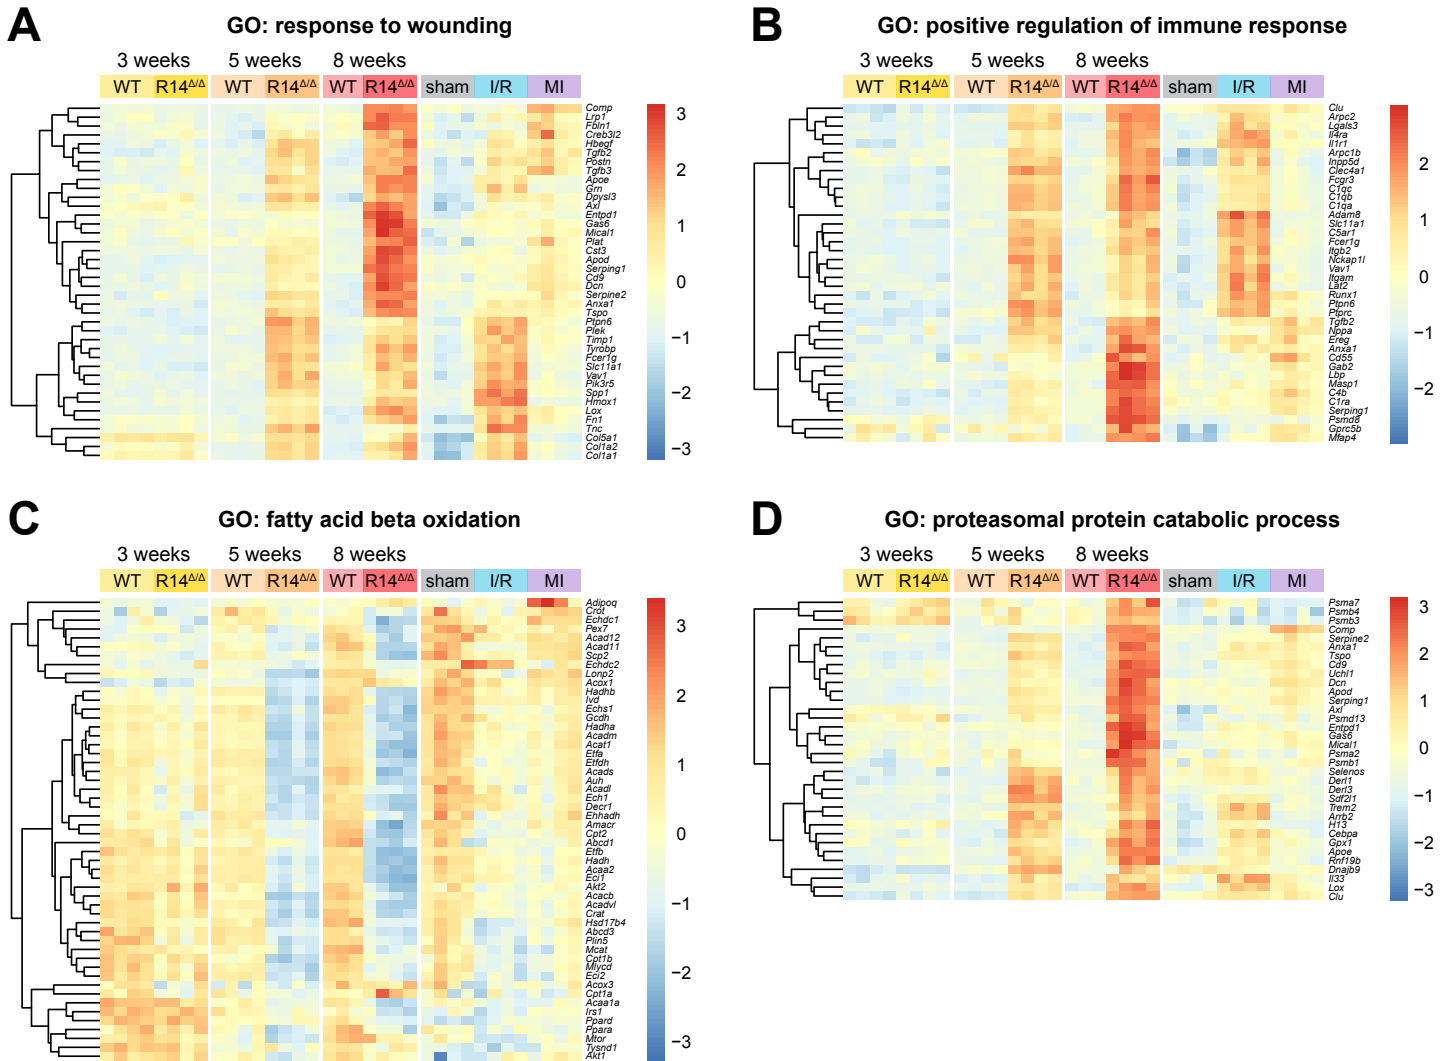 A
GO: response to wounding
3 weeks 5 weeks 8 weeks
WT R14Δ/Δ WT R14Δ/Δ WT R14Δ/Δ sham I/R MI
Comp
Lrp1
Fbln1
Creb3l2
Hbegf
Tgfb2
Postn
Tgfb3
Apoe
Grn
Dpysl3
Axl
Entpd1
Gas6
Mical1
Plat
Cst3
Apod
Serping1
Cd9
Dcn
Serpine2
Anxa1
Tspo
Ptpn6
Plek
Timp1
Tyrobp
Fcer1g
Slc11a1
Vav1
Pik3r5
Spp1
Hmox1
Lox
Fn1
Tnc
Col5a1
Col1a2
Col1a1
3
2
1
0
−1
−2
−3
B
GO: positive regulation of immune response
3 weeks 5 weeks 8 weeks
WT R14Δ/Δ WT R14Δ/Δ WT R14Δ/Δ sham I/R MI
Clu
Arpc2
Lgals3
Il4ra
Il1r1
Arpc1b
Inpp5d
Clec4a1
Fcgr3
C1qc
C1qb
C1qa
Adam8
Slc11a1
C5ar1
Fcer1g
Itgb2
Nckap1l
Vav1
Itgam
Lat2
Runx1
Ptpn6
Ptprc
Tgfb2
Nppa
Ereg
Anxa1
Cd55
Gab2
Lbp
Masp1
C4b
C1ra
Serping1
Psmd8
Gprc5b
Mfap4
2
1
0
−1
−2
C
GO: fatty acid beta oxidation
3 weeks 5 weeks 8 weeks
WT R14Δ/Δ WT R14Δ/Δ WT R14Δ/Δ sham I/R MI
Adipoq
Crot
Echdc1
Pex7
Acad12
Acad11
Scp2
Echdc2
Lonp2
Acox1
Hadhb
Ivd
Echs1
Gcdh
Hadha
Acadm
Acat1
Etfa
Etfdh
Acads
Auh
Acadl
Ech1
Decr1
Ehhadh
Amacr
Cpt2
Abcd1
Etfb
Hadh
Acaa2
Eci1
Akt2
Acacb
Acadvl
Crat
Hsd17b4
Abcd3
Plin5
Mcat
Cpt1b
Mlycd
Eci2
Acox3
Cpt1a
Acaa1a
Irs1
Ppard
Ppara
Mtor
Tysnd1
Akt1
3
2
1
0
−1
−2
−3
D
GO: proteasomal protein catabolic process
3 weeks 5 weeks 8 weeks
WT R14Δ/Δ WT R14Δ/Δ WT R14Δ/Δ sham I/R MI
Psma7
Psmb4
Psmb3
Comp
Serpine2
Anxa1
Tspo
Cd9
Uchl1
Dcn
Apod
Serping1
Axl
Psmd13
Entpd1
Gas6
Mical1
Psma2
Psmb1
Selenos
Derl1
Derl3
Sdf2l1
Trem2
Arrb2
H13
Cebpa
Gpx1
Apoe
Rnf19b
Dnajb9
Il33
Lox
Clu
3
2
1
0
−1
−2
−3